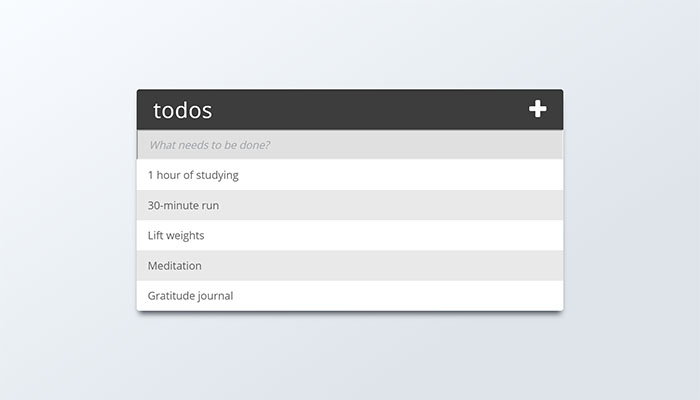 todos
What needs to be done?
1 hour of studying
30-minute run
Lift weights
Meditation
Gratitude journal